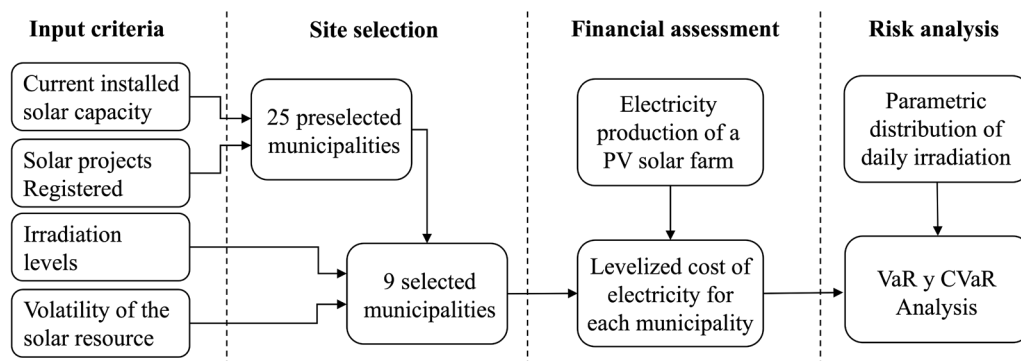 Input criteria
Site selection
Financial assessment
Risk analysis
Current installed
solar capacity
Solar projects
Registered
Irradiation
levels
Volatility of the
solar resource
25 preselected
municipalities
9 selected
municipalities
Electricity
production of a
PV solar farm
Levelized cost of
electricity for
each municipality
Parametric
distribution of
daily irradiation
VaR y CVaR
Analysis